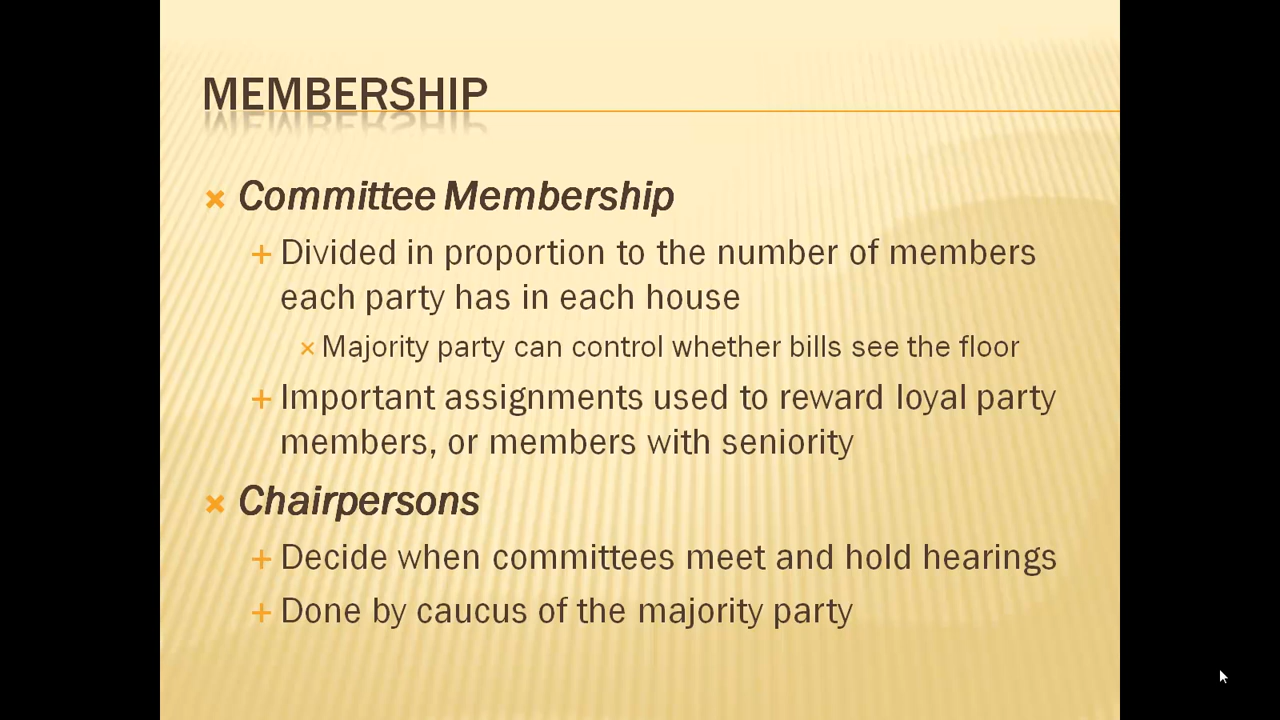 MEMBERSHIP
Committee Membership
Divided in proportion to the number of members
each party has in each house
Majority party can control whether bills see the floor
Important assignments used to reward loyal party
members, or members with seniority
Chairpersons
Decide when committees meet and hold hearings
Done by caucus of the majority party